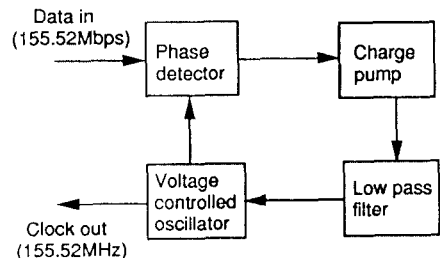 Data in
(155.52Mbps)
Phase
detector
Charge
pump
Voltage
controlled
oscillator
Low pass
filter
Clock out
(155.52MHz)